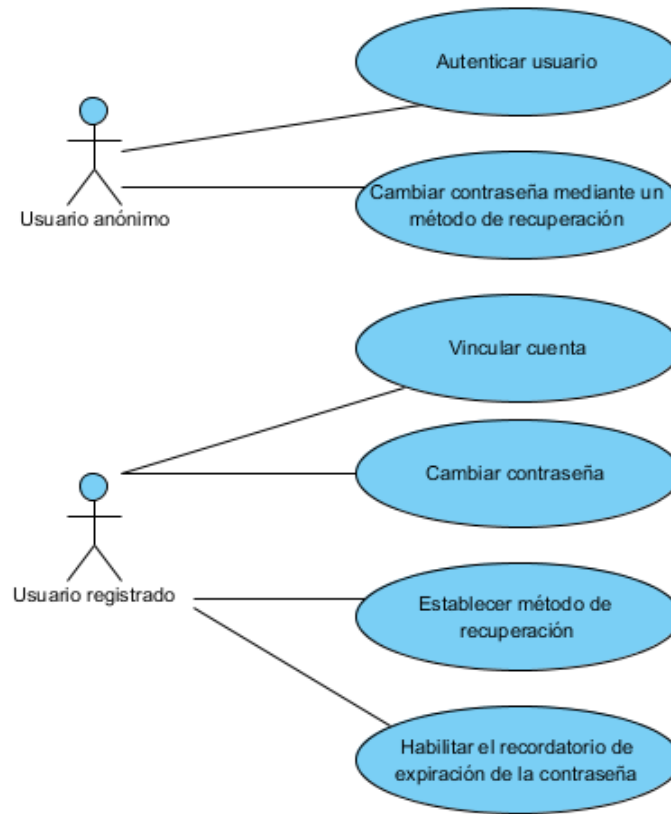 Autenticar usuario
Usuario anónimo
Cambiar contraseña mediante un
método de recuperación
Vincular cuenta
Cambiar contraseña
Usuario registrado
Establecer método de
recuperación
Habilitar el recordatorio de
expiración de la contraseña